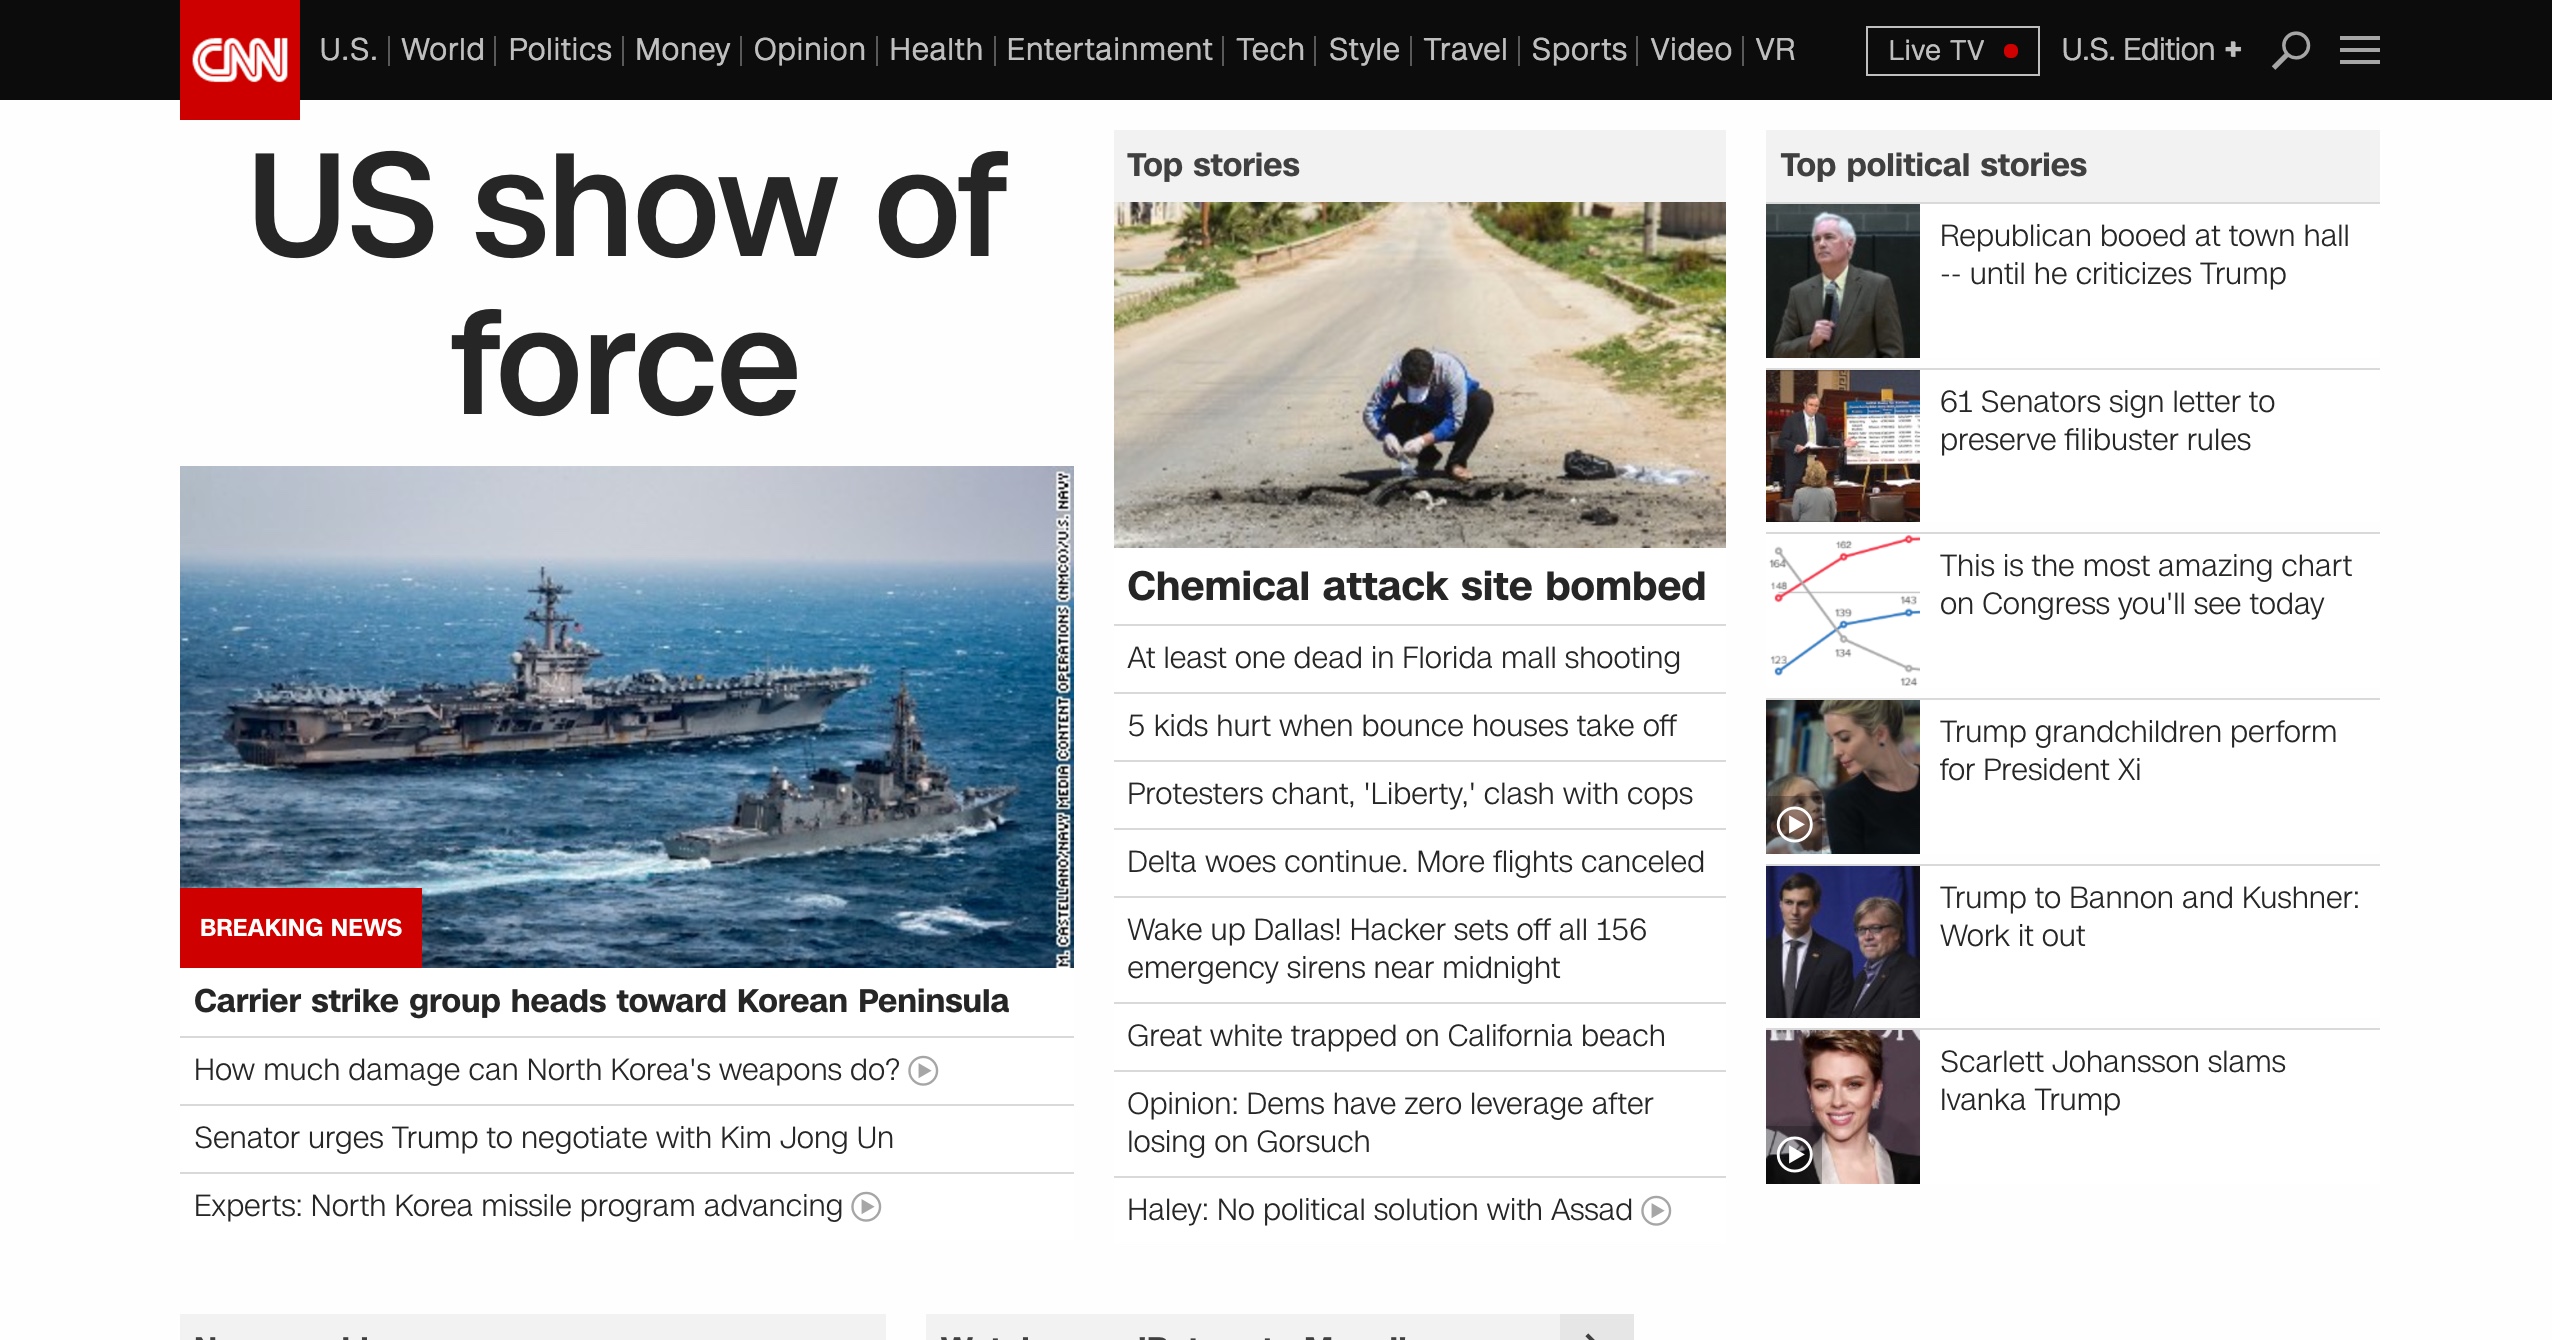 CNN
U.S.
World
Politics
Money
Opinion
Health
Entertainment
Tech
Style
Travel
Sports
Video
VR
Live TV
U.S. Edition +
US show of
force
M. CASTELLANO/NAVY MEDIA CONTENT OPERATIONS (NMCO)/U.S. NAVY
BREAKING NEWS
Carrier strike group heads toward Korean Peninsula
How much damage can North Korea's weapons do?
Senator urges Trump to negotiate with Kim Jong Un
Experts: North Korea missile program advancing
Top stories
Chemical attack site bombed
At least one dead in Florida mall shooting
5 kids hurt when bounce houses take off
Protesters chant, 'Liberty,' clash with cops
Delta woes continue. More flights canceled
Wake up Dallas! Hacker sets off all 156
emergency sirens near midnight
Great white trapped on California beach
Opinion: Dems have zero leverage after
losing on Gorsuch
Haley: No political solution with Assad
Top political stories
Republican booed at town hall
-- until he criticizes Trump
61 Senators sign letter to
preserve filibuster rules
162
164
148
143
139
134
123
124
This is the most amazing chart
on Congress you'll see today
Trump grandchildren perform
for President Xi
Trump to Bannon and Kushner:
Work it out
Scarlett Johansson slams
Ivanka Trump